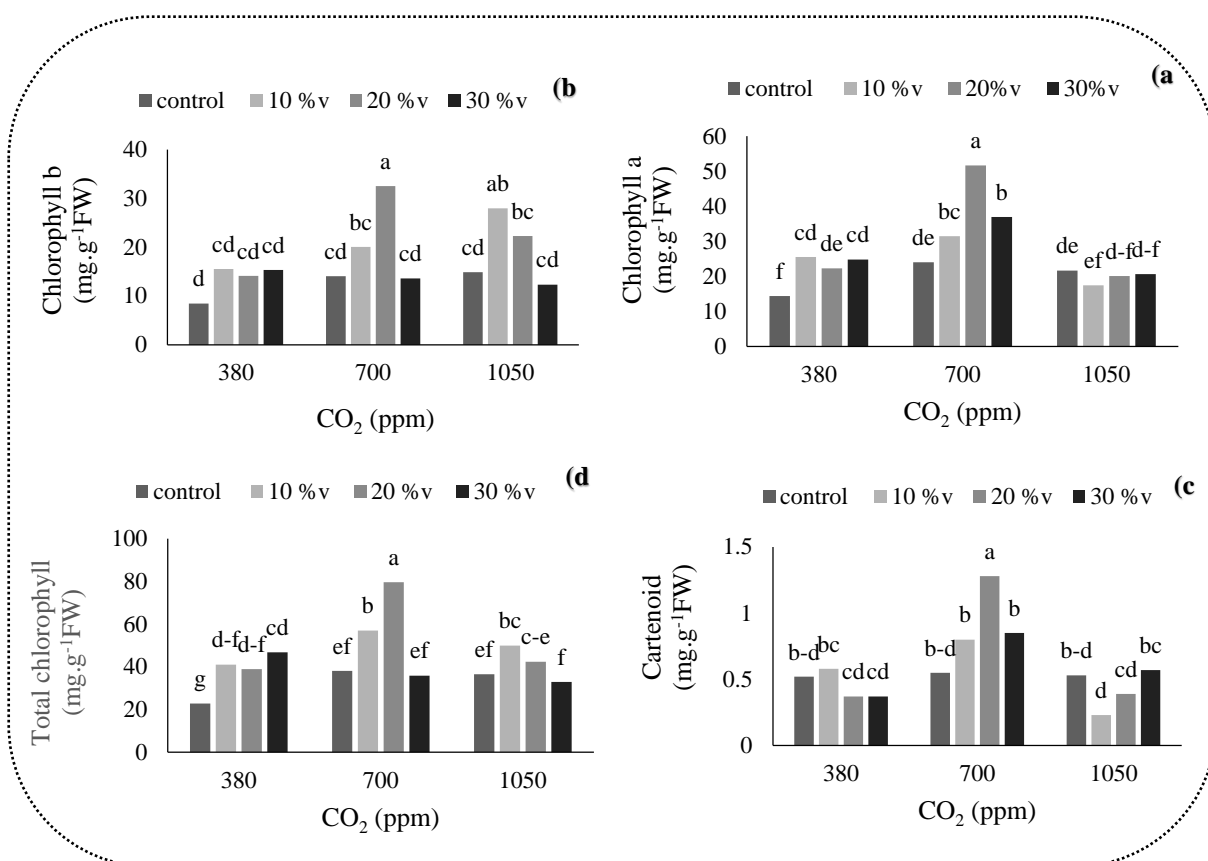 (b
control 10 %v 20 %v 30 %v
Chlorophyll b
(mg.g⁻¹FW)
40
30
20
10
0
d cd cd cd
cd bc a cd
cd ab bc cd
380 700 1050
CO₂ (ppm)
(a
control 10 %v 20%v 30%v
Chlorophyll a
(mg.g⁻¹FW)
60
50
40
30
20
10
0
f cd de cd
de bc a b
de ef d-f d-f
380 700 1050
CO₂ (ppm)
(d
control 10 %v 20 %v 30 %v
Total chlorophyll
(mg.g⁻¹FW)
100
80
60
40
20
0
g d-f d-f cd
ef b a ef
ef bc c-e f
380 700 1050
CO₂ (ppm)
(c
control 10 %v 20 %v 30 %v
Cartenoid
(mg.g⁻¹FW)
1.5
1
0.5
0
b-d bc cd cd
b-d b a b
b-d d cd bc
380 700 1050
CO₂ (ppm)